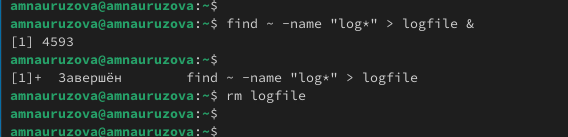 amnauruzova@amnauruzova:~$
amnauruzova@amnauruzova:~$ find ~ -name "log*" > logfile &
[1] 4593
amnauruzova@amnauruzova:~$
[1]+  Завершён        find ~ -name "log*" > logfile
amnauruzova@amnauruzova:~$ rm logfile
amnauruzova@amnauruzova:~$
amnauruzova@amnauruzova:~$